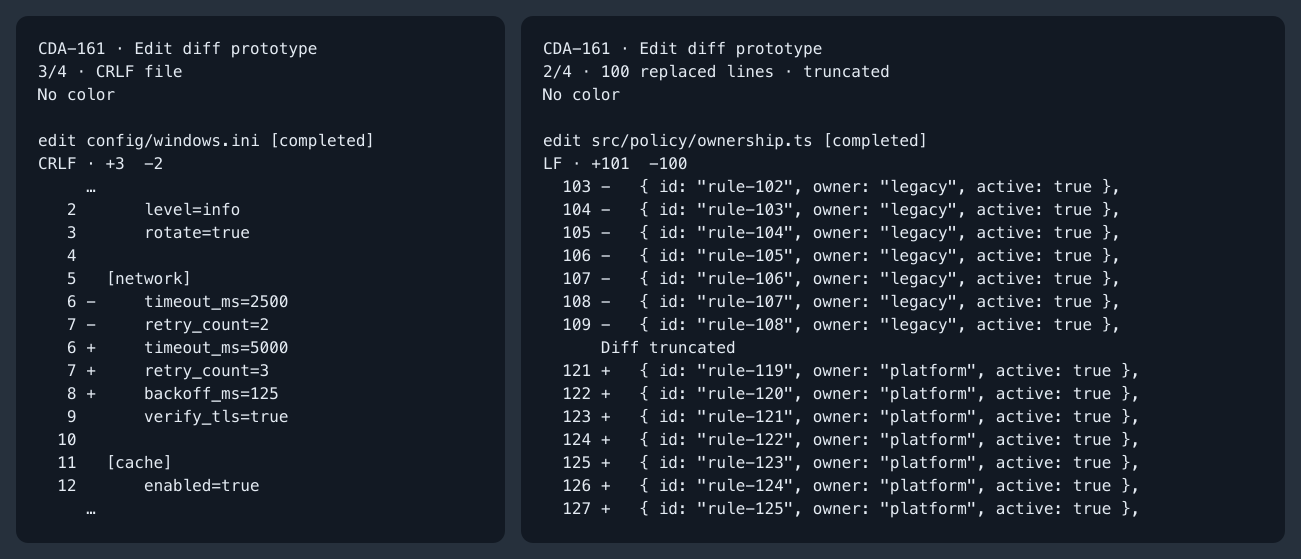 CDA-161 · Edit diff prototype
3/4 · CRLF file
No color
edit config/windows.ini [completed]
CRLF · +3  −2
…
2       level=info
3       rotate=true
4
5   [network]
6 −     timeout_ms=2500
7 −     retry_count=2
6 +     timeout_ms=5000
7 +     retry_count=3
8 +     backoff_ms=125
9       verify_tls=true
10
11   [cache]
12       enabled=true
…
CDA-161 · Edit diff prototype
2/4 · 100 replaced lines · truncated
No color
edit src/policy/ownership.ts [completed]
LF · +101  −100
103 −   { id: "rule-102", owner: "legacy", active: true },
104 −   { id: "rule-103", owner: "legacy", active: true },
105 −   { id: "rule-104", owner: "legacy", active: true },
106 −   { id: "rule-105", owner: "legacy", active: true },
107 −   { id: "rule-106", owner: "legacy", active: true },
108 −   { id: "rule-107", owner: "legacy", active: true },
109 −   { id: "rule-108", owner: "legacy", active: true },
Diff truncated
121 +   { id: "rule-119", owner: "platform", active: true },
122 +   { id: "rule-120", owner: "platform", active: true },
123 +   { id: "rule-121", owner: "platform", active: true },
124 +   { id: "rule-122", owner: "platform", active: true },
125 +   { id: "rule-123", owner: "platform", active: true },
126 +   { id: "rule-124", owner: "platform", active: true },
127 +   { id: "rule-125", owner: "platform", active: true },